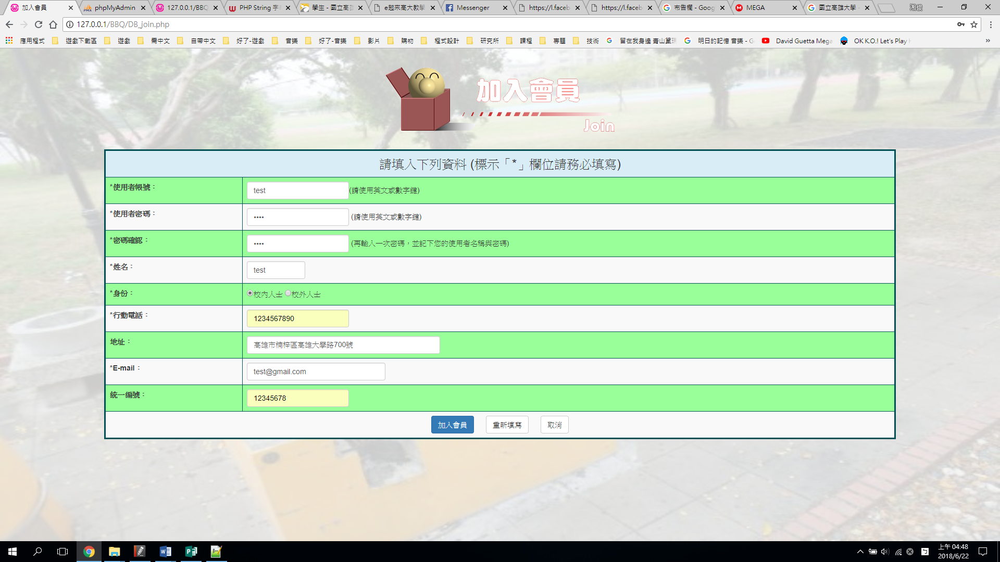 加入會員
phpMyAdmin
127.0.0.1/BBQ
PHP String 字
學生 - 國立高
e起來高大教學
Messenger
https://l.faceb
https://l.faceb
布告欄 - Goog
MEGA
國立高雄大學 -
湘俊
127.0.0.1/BBQ/DB_join.php
應用程式
遊戲下載區
遊戲
需中文
自帶中文
好了-遊戲
音樂
好了-音樂
影片
購物
程式設計
研究所
課程
專題
技術
留在我身邊 青山黛瑪
明日的記憶 音樂 - G
David Guetta Mega
OK K.O.! Let's Play
加入會員
Join
請填入下列資料 (標示「*」欄位請務必填寫)
*使用者帳號：
test
(請使用英文或數字鍵)
*使用者密碼：
••••
(請使用英文或數字鍵)
*密碼確認：
••••
(再輸入一次密碼，並記下您的使用者名稱與密碼)
*姓名：
test
*身份：
校內人士
校外人士
*行動電話：
1234567890
地址：
高雄市楠梓區高雄大學路700號
*E-mail：
test@gmail.com
統一編號：
12345678
加入會員
重新填寫
取消
上午 04:48
2018/6/22